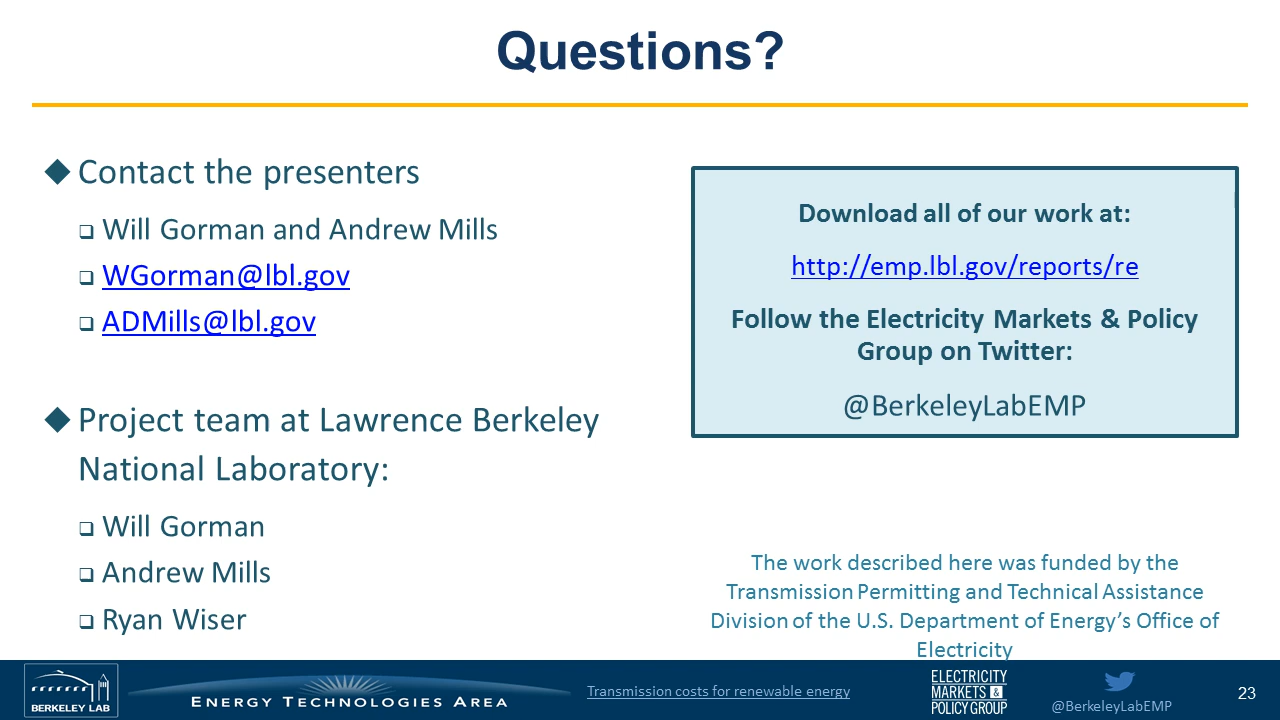 Questions?
Contact the presenters
Will Gorman and Andrew Mills
WGorman@lbl.gov
ADMills@lbl.gov
Project team at Lawrence Berkeley
National Laboratory:
Will Gorman
Andrew Mills
Ryan Wiser
Download all of our work at:
http://emp.lbl.gov/reports/re
Follow the Electricity Markets & Policy
Group on Twitter:
@BerkeleyLabEMP
The work described here was funded by the
Transmission Permitting and Technical Assistance
Division of the U.S. Department of Energy’s Office of
Electricity
BERKELEY LAB
ENERGY TECHNOLOGIES AREA
Transmission costs for renewable energy
ELECTRICITY
MARKETS &
POLICY GROUP
@BerkeleyLabEMP
23